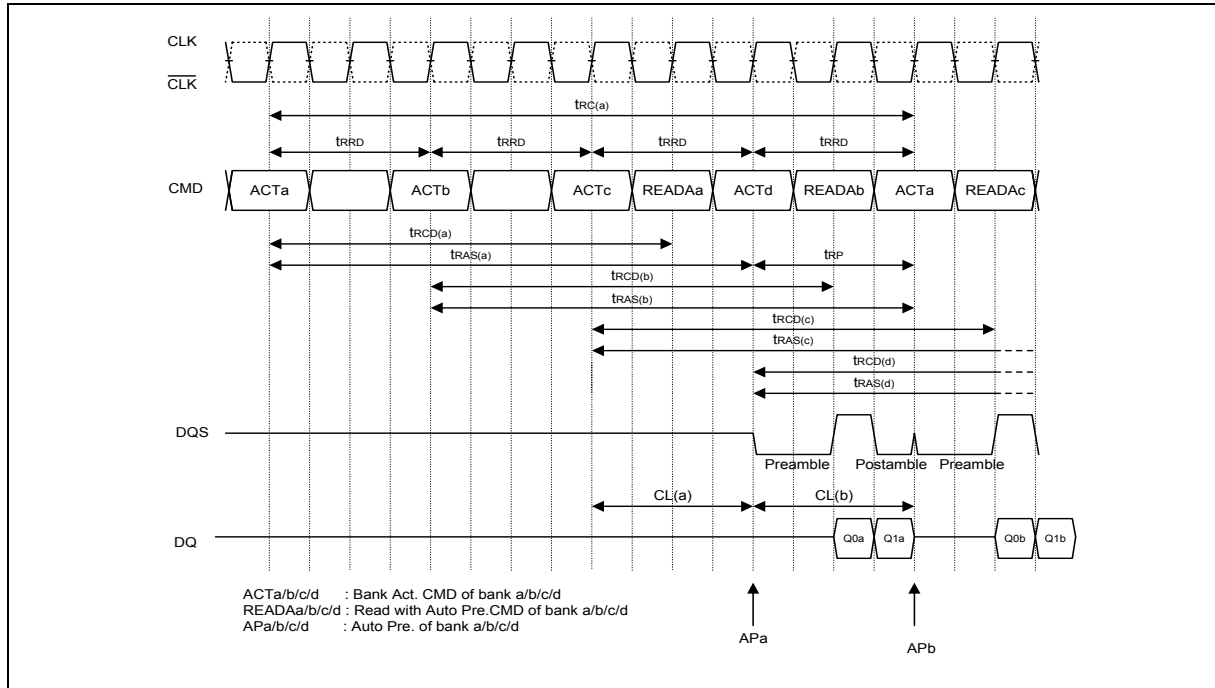 CLK
CLK
tRC(a)
tRRD tRRD tRRD tRRD
CMD ACTa ACTb ACTc READAa ACTd READAb ACTa READAc
tRCD(a)
tRAS(a) tRP
tRCD(b)
tRAS(b)
tRCD(c)
tRAS(c)
tRCD(d)
tRAS(d)
DQS
Preamble Postamble Preamble
CL(a) CL(b)
DQ Q0a Q1a Q0b Q1b
ACTa/b/c/d : Bank Act. CMD of bank a/b/c/d
READAa/b/c/d : Read with Auto Pre.CMD of bank a/b/c/d
APa/b/c/d : Auto Pre. of bank a/b/c/d
APa APb